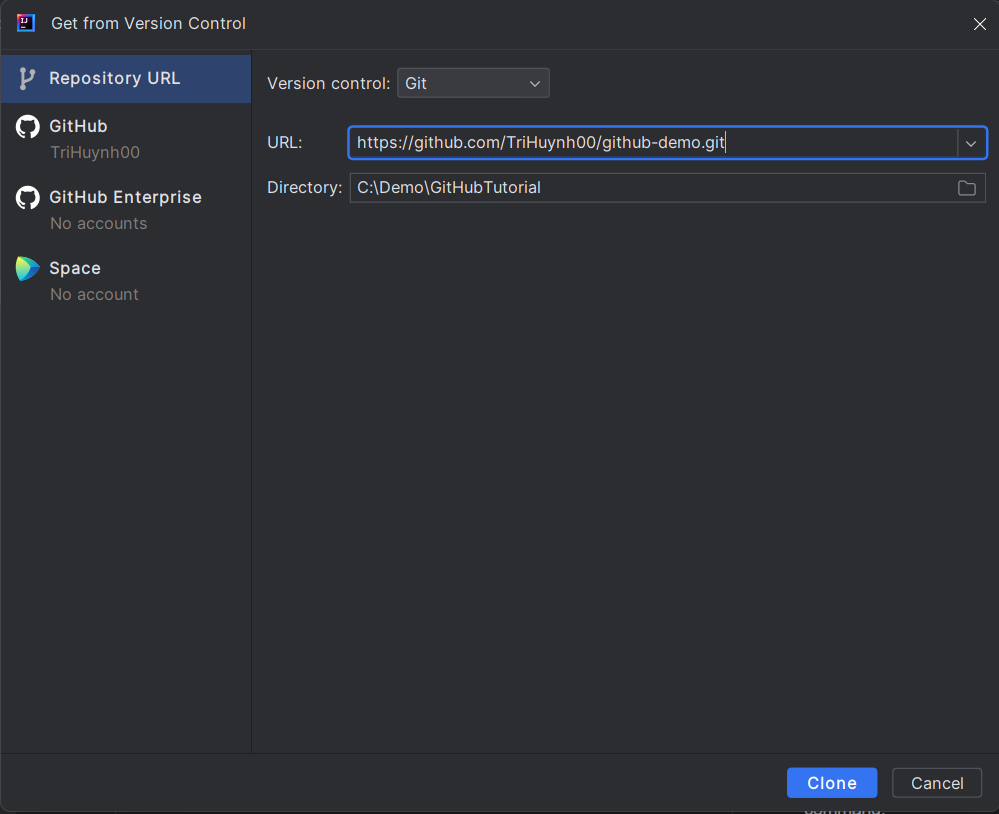 Get from Version Control
Repository URL
GitHub
TriHuynh00
GitHub Enterprise
No accounts
Space
No account
Version control: Git
URL: https://github.com/TriHuynh00/github-demo.git
Directory: C:\Demo\GitHubTutorial
Clone Cancel